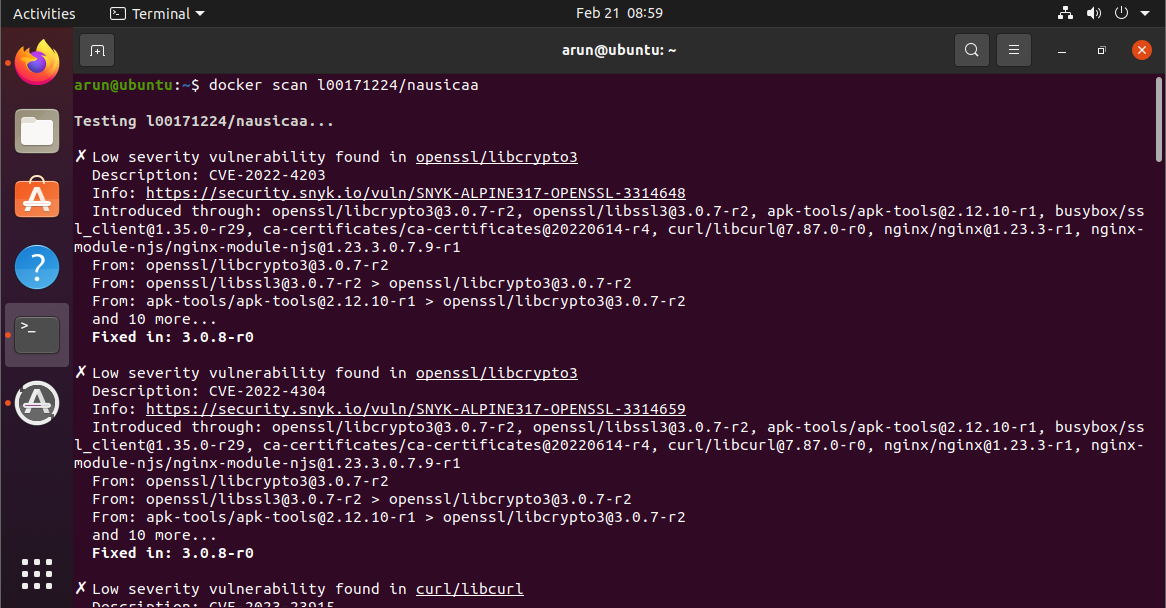 Activities Terminal Feb 21 08:59
arun@ubuntu: ~
arun@ubuntu:~$ docker scan l00171224/nausicaa
Testing l00171224/nausicaa...
✗ Low severity vulnerability found in openssl/libcrypto3
Description: CVE-2022-4203
Info: https://security.snyk.io/vuln/SNYK-ALPINE317-OPENSSL-3314648
Introduced through: openssl/libcrypto3@3.0.7-r2, openssl/libssl3@3.0.7-r2, apk-tools/apk-tools@2.12.10-r1, busybox/ss
l_client@1.35.0-r29, ca-certificates/ca-certificates@20220614-r4, curl/libcurl@7.87.0-r0, nginx/nginx@1.23.3-r1, nginx-
module-njs/nginx-module-njs@1.23.3.0.7.9-r1
From: openssl/libcrypto3@3.0.7-r2
From: openssl/libssl3@3.0.7-r2 > openssl/libcrypto3@3.0.7-r2
From: apk-tools/apk-tools@2.12.10-r1 > openssl/libcrypto3@3.0.7-r2
and 10 more...
Fixed in: 3.0.8-r0
✗ Low severity vulnerability found in openssl/libcrypto3
Description: CVE-2022-4304
Info: https://security.snyk.io/vuln/SNYK-ALPINE317-OPENSSL-3314659
Introduced through: openssl/libcrypto3@3.0.7-r2, openssl/libssl3@3.0.7-r2, apk-tools/apk-tools@2.12.10-r1, busybox/ss
l_client@1.35.0-r29, ca-certificates/ca-certificates@20220614-r4, curl/libcurl@7.87.0-r0, nginx/nginx@1.23.3-r1, nginx-
module-njs/nginx-module-njs@1.23.3.0.7.9-r1
From: openssl/libcrypto3@3.0.7-r2
From: openssl/libssl3@3.0.7-r2 > openssl/libcrypto3@3.0.7-r2
From: apk-tools/apk-tools@2.12.10-r1 > openssl/libcrypto3@3.0.7-r2
and 10 more...
Fixed in: 3.0.8-r0
✗ Low severity vulnerability found in curl/libcurl
Description: CVE-2023-23915